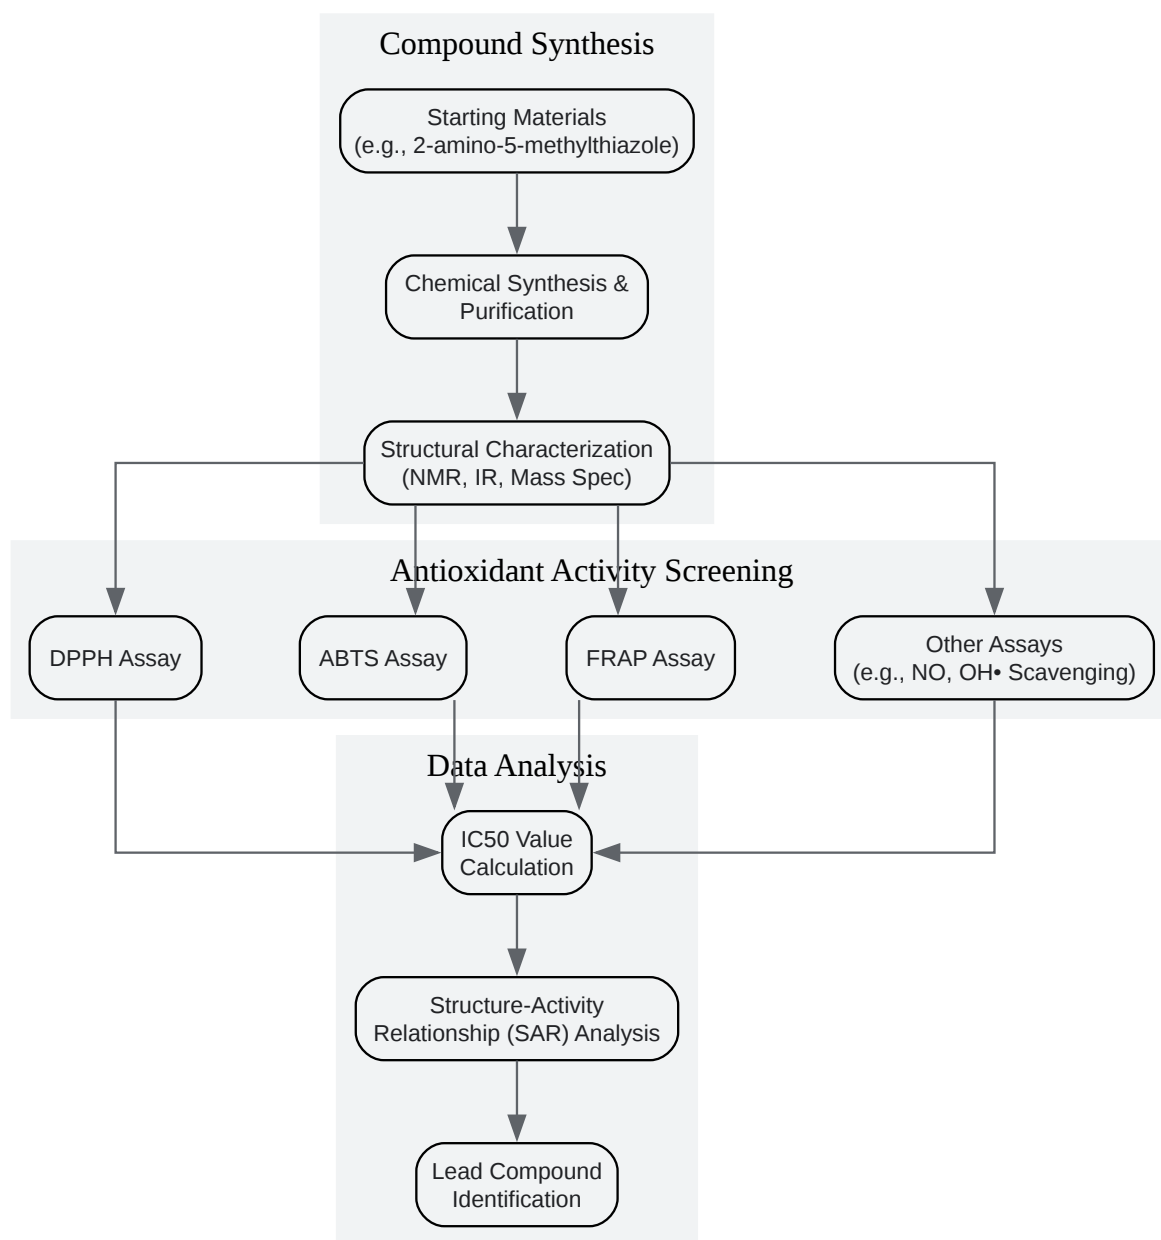 Compound Synthesis
Starting Materials
(e.g., 2-amino-5-methylthiazole)
Chemical Synthesis &
Purification
Structural Characterization
(NMR, IR, Mass Spec)
Antioxidant Activity Screening
DPPH Assay
ABTS Assay
FRAP Assay
Other Assays
(e.g., NO, OH• Scavenging)
Data Analysis
IC50 Value
Calculation
Structure-Activity
Relationship (SAR) Analysis
Lead Compound
Identification